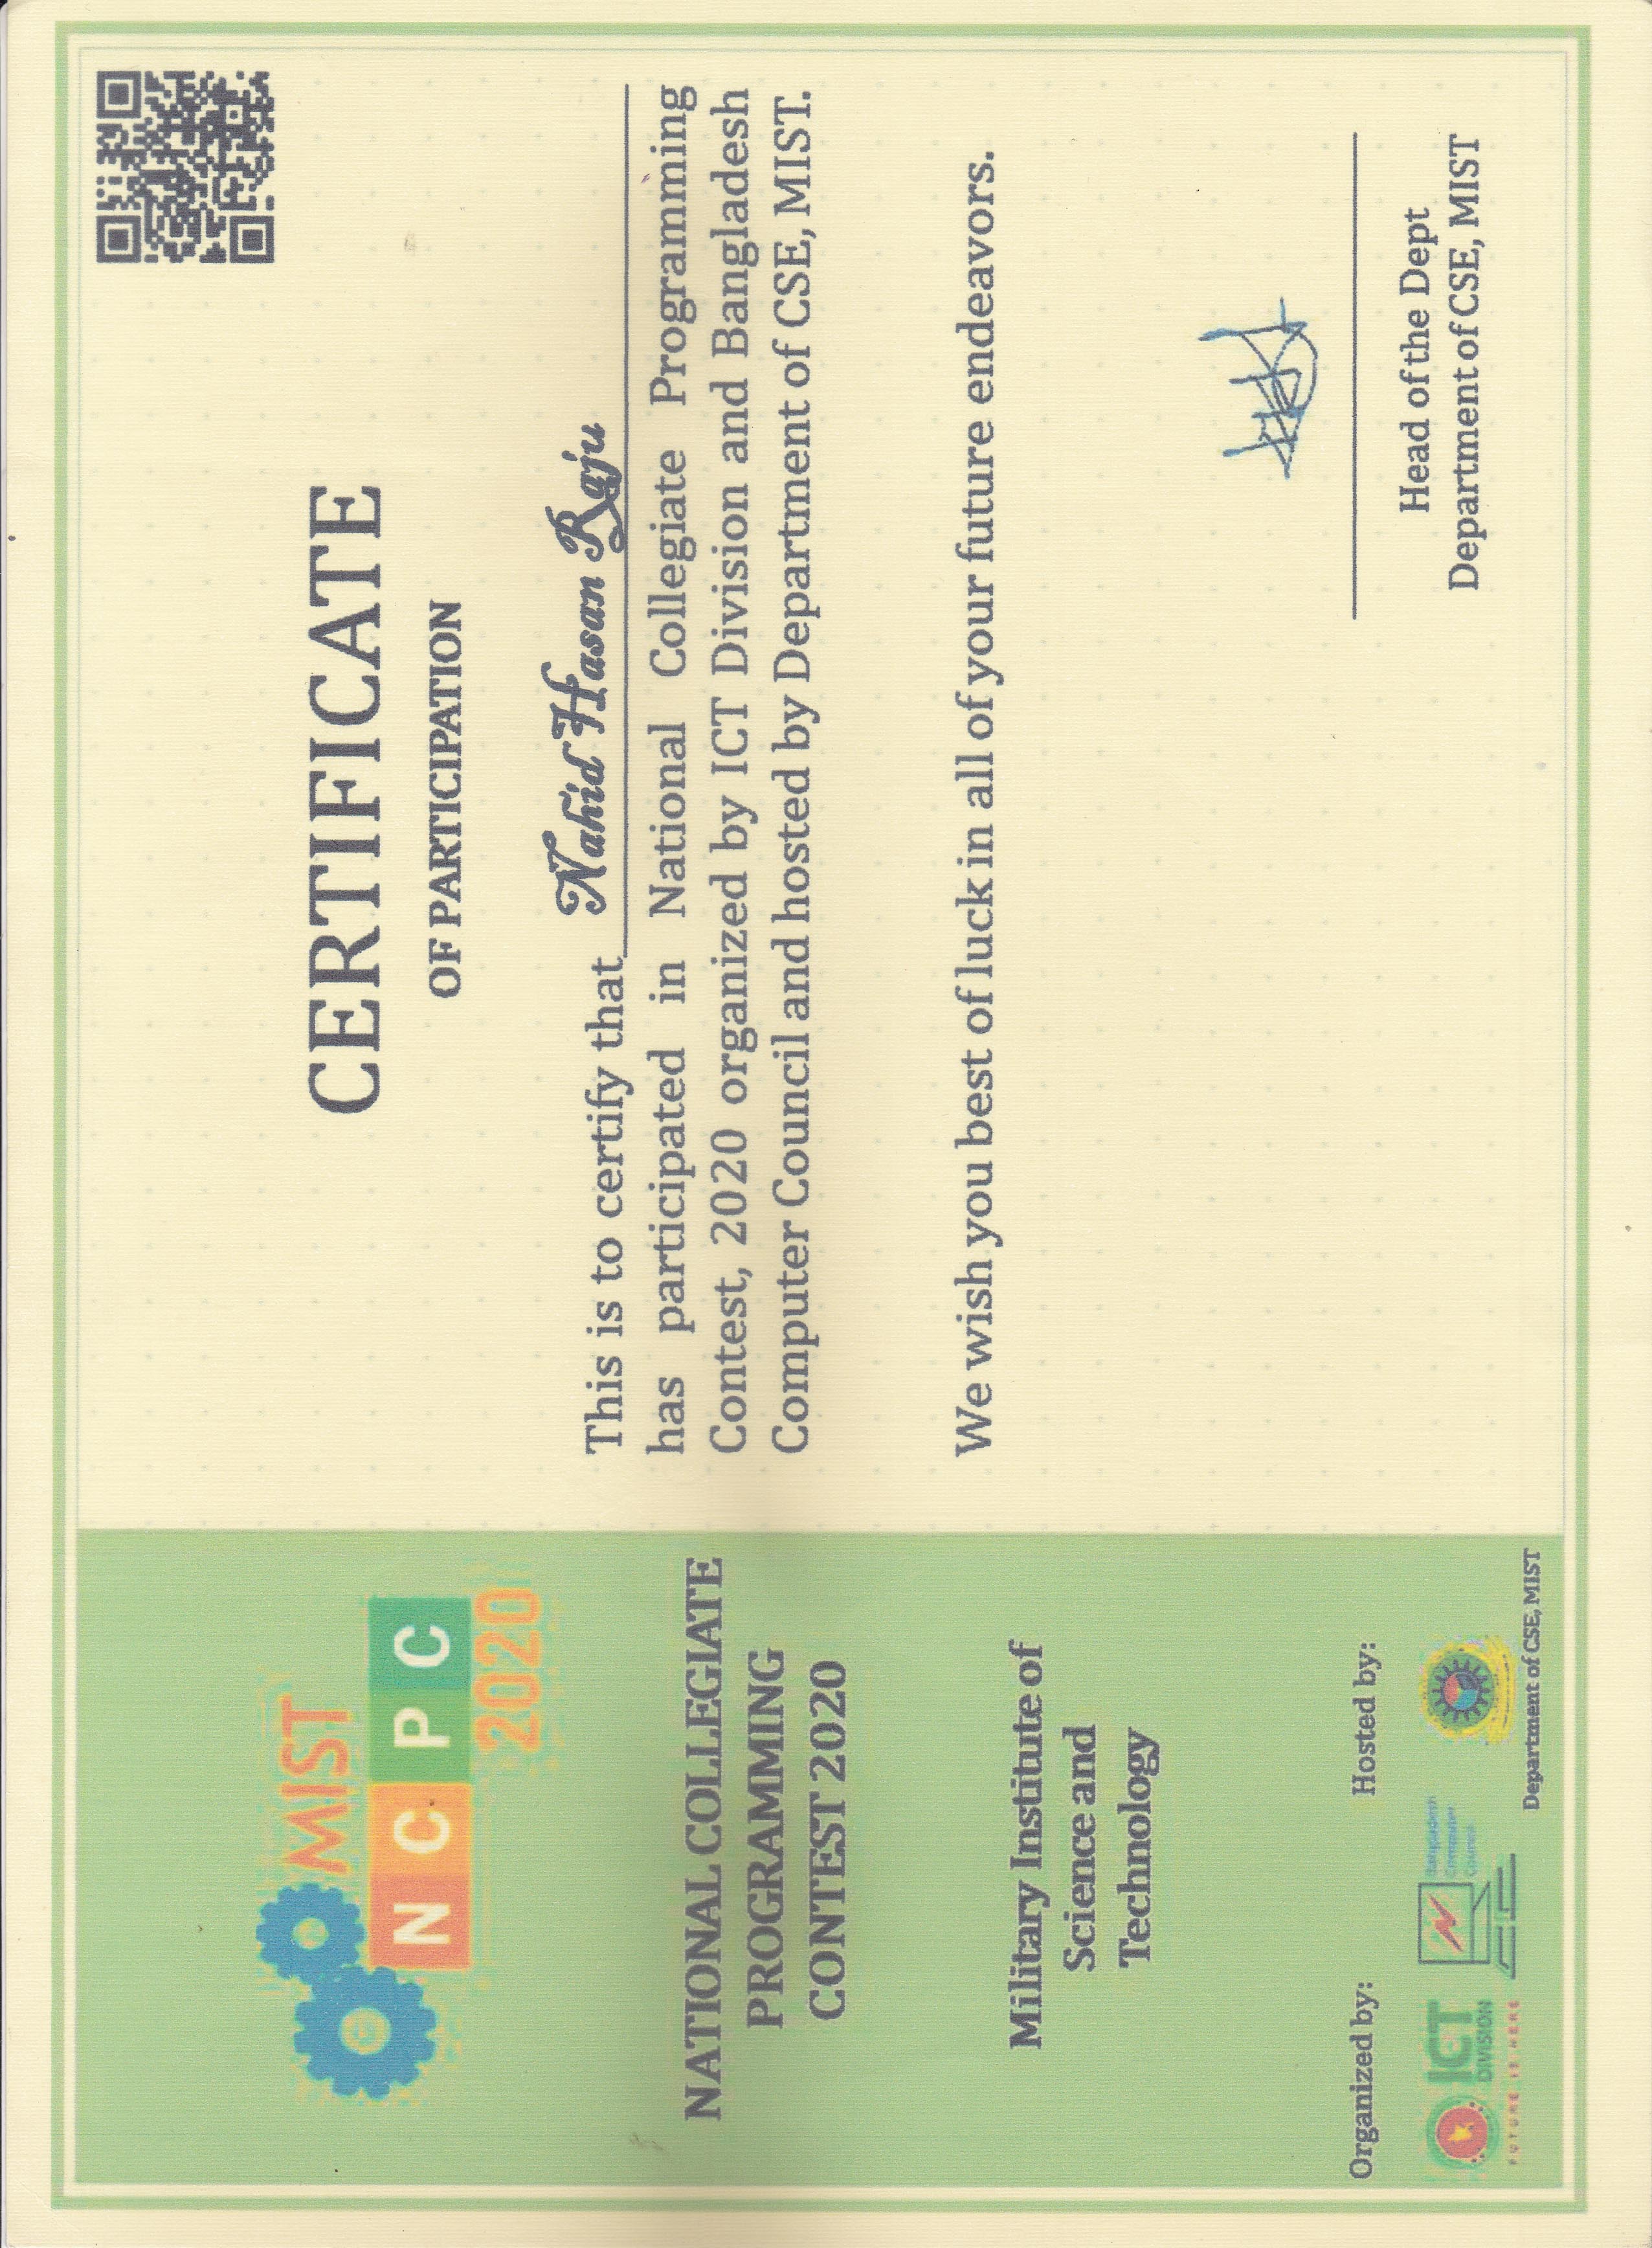 MIST
N C P C
2020
NATIONAL COLLEGIATE
PROGRAMMING
CONTEST 2020
Military Institute of
Science and
Technology
Organized by:
Hosted by:
ICT
DIVISION
FUTURE IS HERE
Bangladesh
Computer
Council
Department of CSE, MIST
CERTIFICATE
OF PARTICIPATION
This is to certify that Nahid Hasan Raju
has participated in National Collegiate Programming
Contest, 2020 organized by ICT Division and Bangladesh
Computer Council and hosted by Department of CSE, MIST.
We wish you best of luck in all of your future endeavors.
Head of the Dept
Department of CSE, MIST